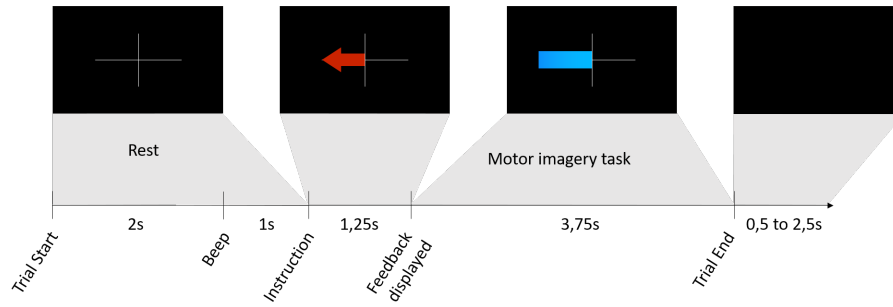 Rest
Motor imagery task
2s
1s
1,25s
3,75s
0,5 to 2,5s
Trial Start
Beep
Instruction
Feedback
displayed
Trial End